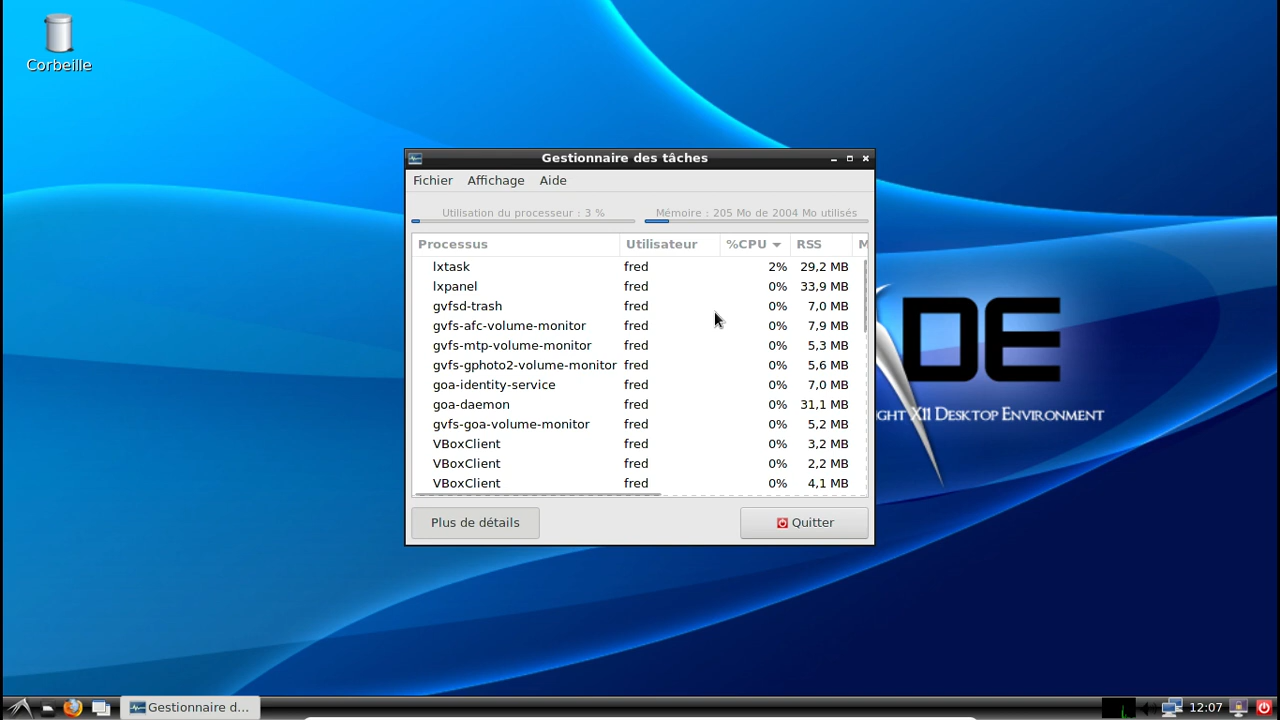 Corbeille
Gestionnaire des tâches
Fichier Affichage Aide
Utilisation du processeur : 3 % Mémoire : 205 Mo de 2004 Mo utilisés
Processus Utilisateur %CPU RSS M
lxtask fred 2% 29,2 MB
lxpanel fred 0% 33,9 MB
gvfsd-trash fred 0% 7,0 MB
gvfs-afc-volume-monitor fred 0% 7,9 MB
gvfs-mtp-volume-monitor fred 0% 5,3 MB
gvfs-gphoto2-volume-monitor fred 0% 5,6 MB
goa-identity-service fred 0% 7,0 MB
goa-daemon fred 0% 31,1 MB
gvfs-goa-volume-monitor fred 0% 5,2 MB
VBoxClient fred 0% 3,2 MB
VBoxClient fred 0% 2,2 MB
VBoxClient fred 0% 4,1 MB
Plus de détails Quitter
DE
GHT X11 DESKTOP ENVIRONMENT
Gestionnaire d... 12:07